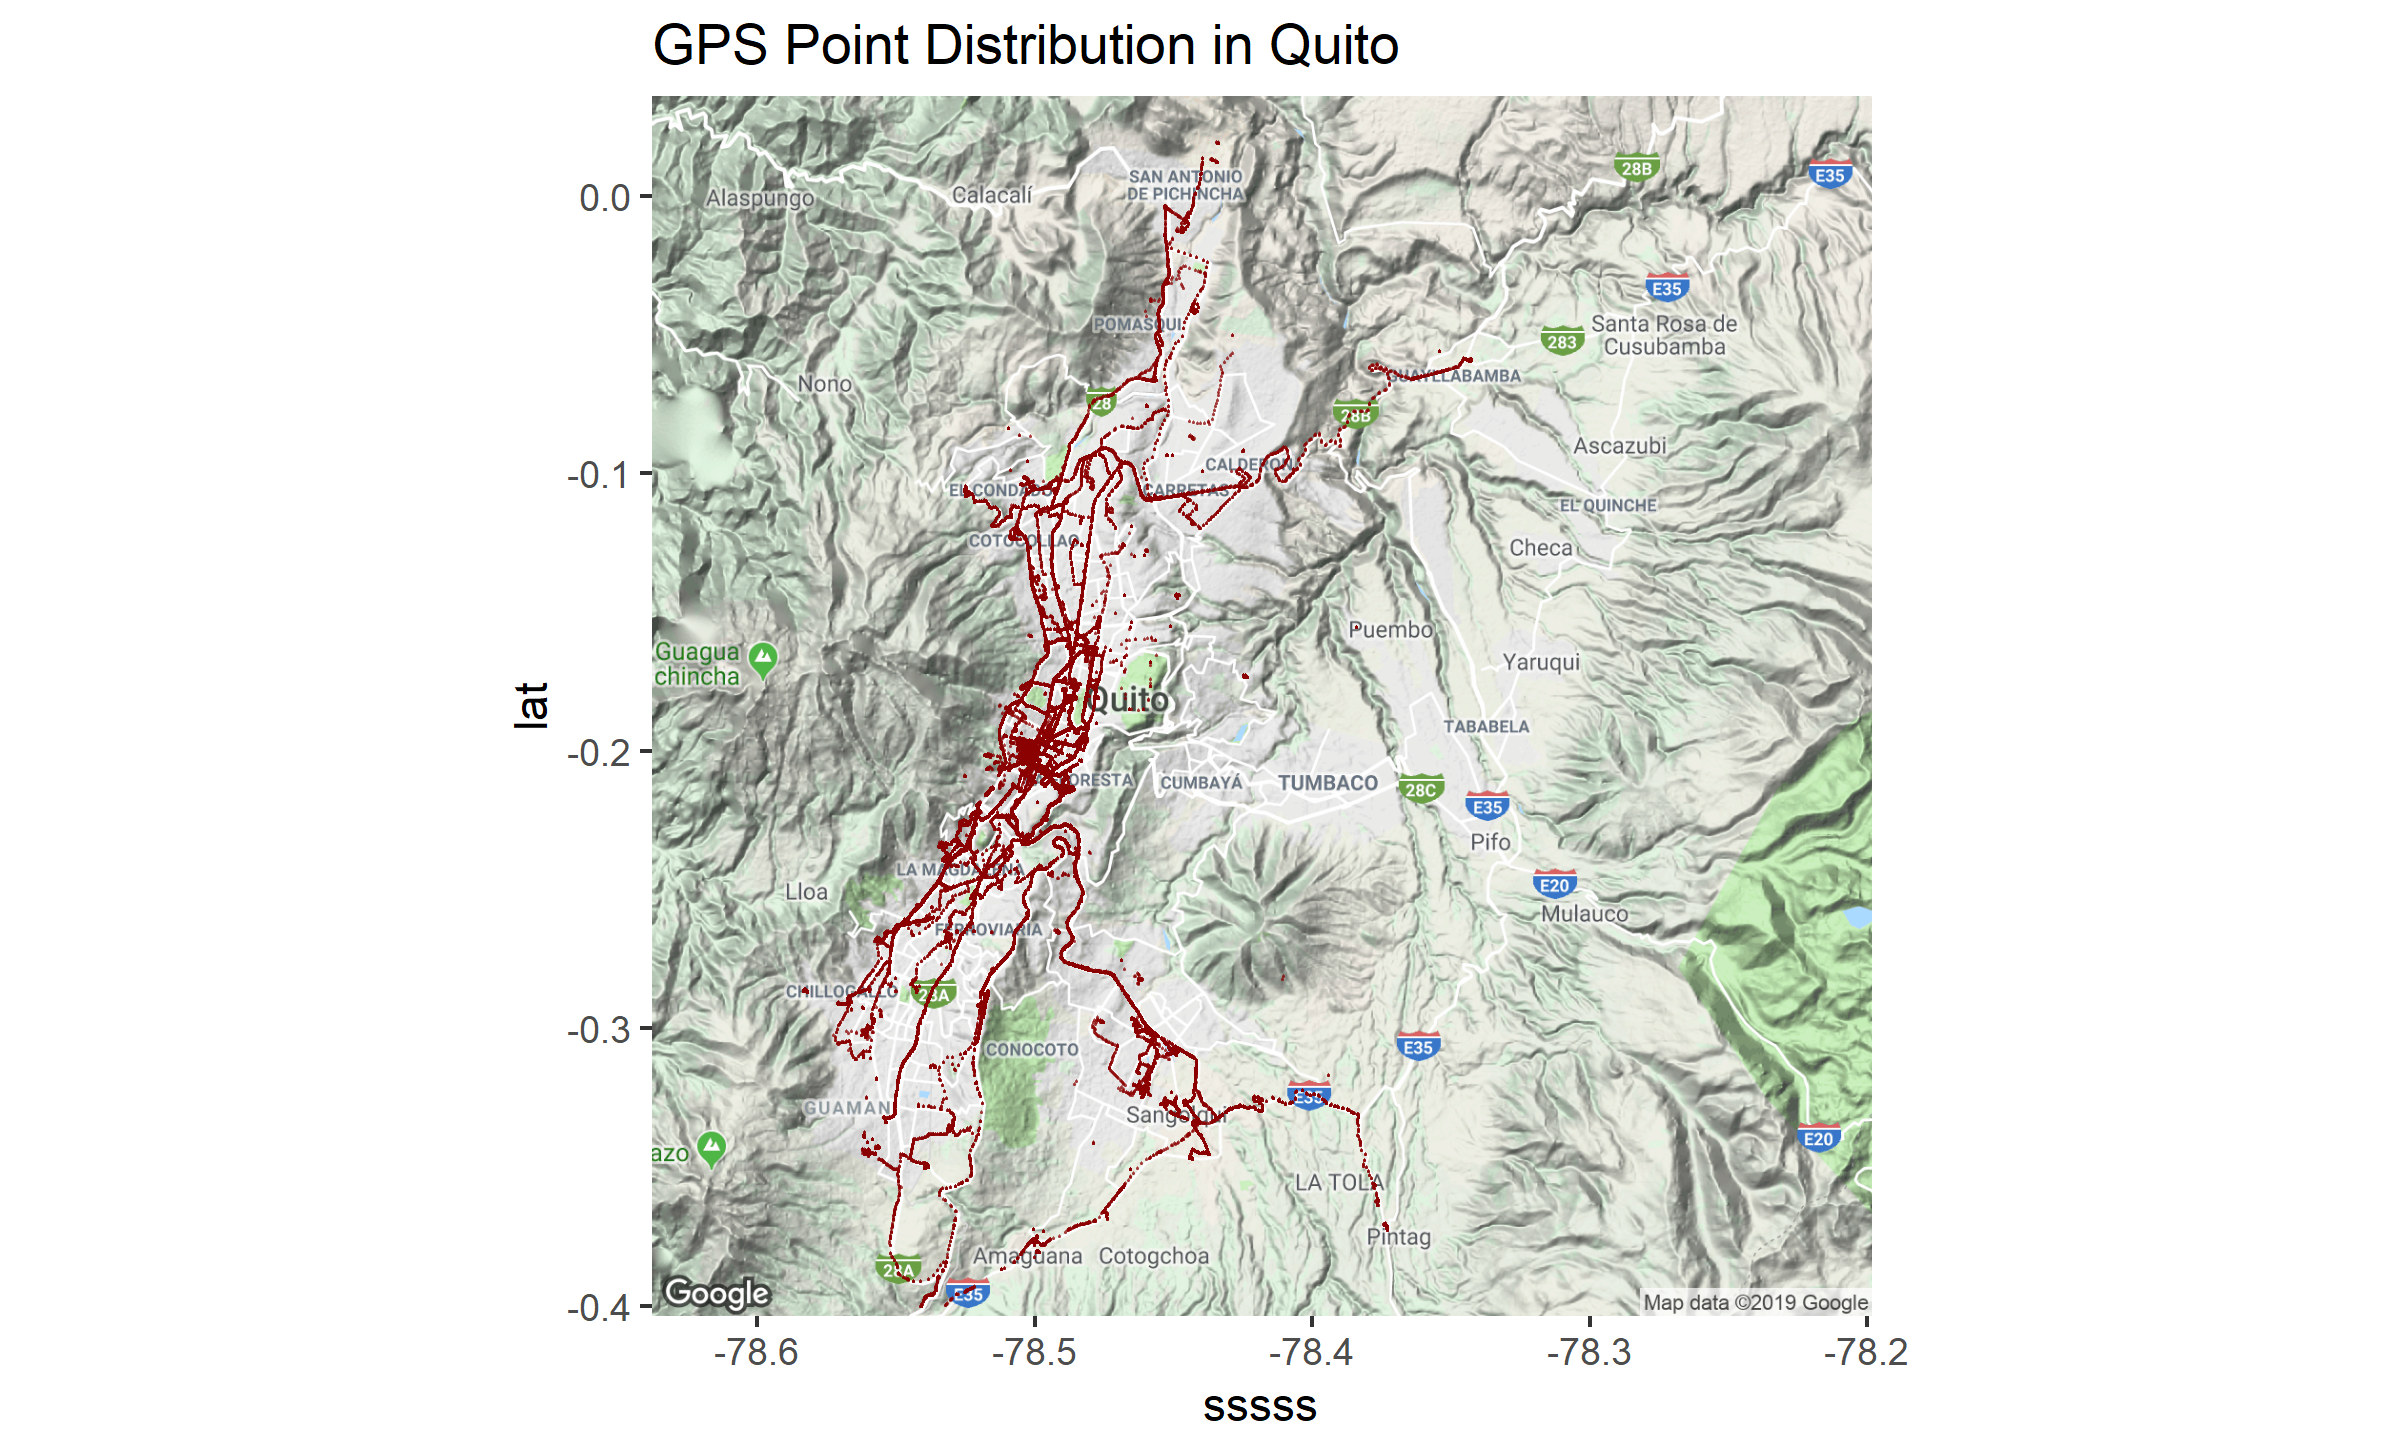 GPS Point Distribution in Quito
lat
0.0
-0.1
-0.2
-0.3
-0.4
SAN ANTONIO
DE PICHINCHA
Alaspungo
Calacalí
28B
E35
E35
POMASQUI
Santa Rosa de
Cusubamba
283
Nono
GUAYLLABAMBA
28
28B
Ascazubi
CALDERON
EL CONDADO
CARRETAS
EL QUINCHE
COTOCOLLAO
Checa
Puembo
Guagua
chincha
Yaruqui
Quito
TABABELA
ORESTA
CUMBAYÁ
TUMBACO
28C
E35
Pifo
LA MAGDALENA
Lloa
E20
Mulauco
FERROVIARIA
CHILLOGALLO
28A
CONOCOTO
E35
GUAMAN
Sangolqui
E35
E20
azo
LA TOLA
Pintag
Amaguana
Cotogchoa
28A
E35
Google
Map data ©2019 Google
-78.6
-78.5
-78.4
-78.3
-78.2
sssss